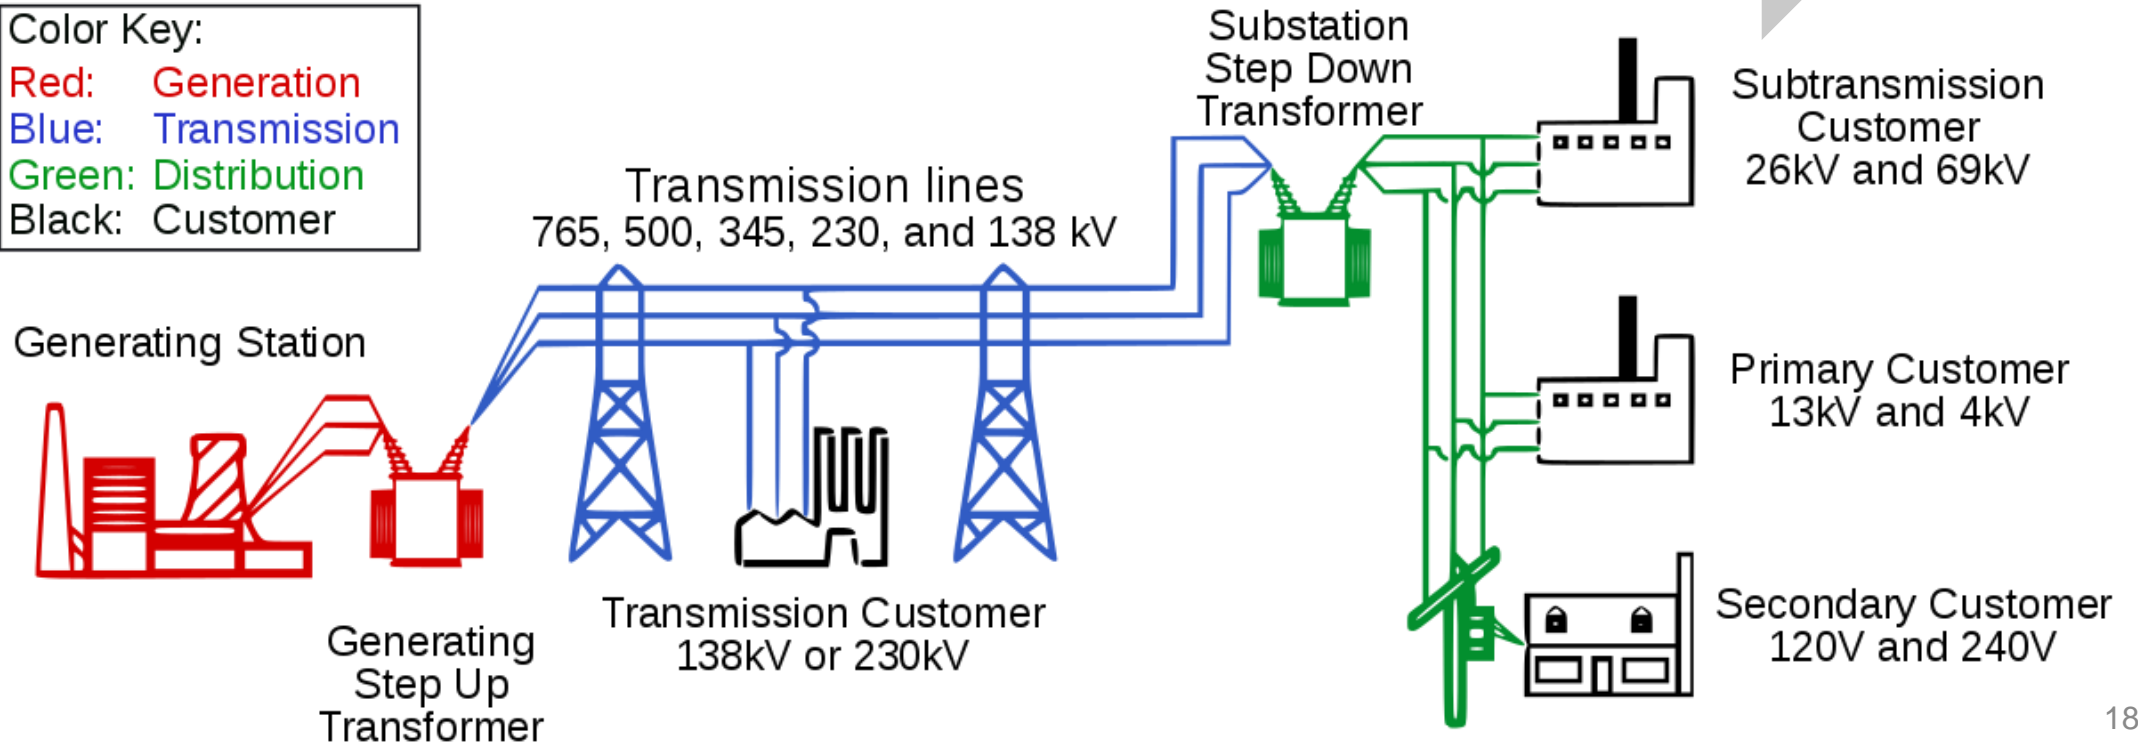 Color Key:
Red: Generation
Blue: Transmission
Green: Distribution
Black: Customer
Generating Station
Generating
Step Up
Transformer
Transmission lines
765, 500, 345, 230, and 138 kV
Transmission Customer
138kV or 230kV
Substation
Step Down
Transformer
Subtransmission
Customer
26kV and 69kV
Primary Customer
13kV and 4kV
Secondary Customer
120V and 240V
18